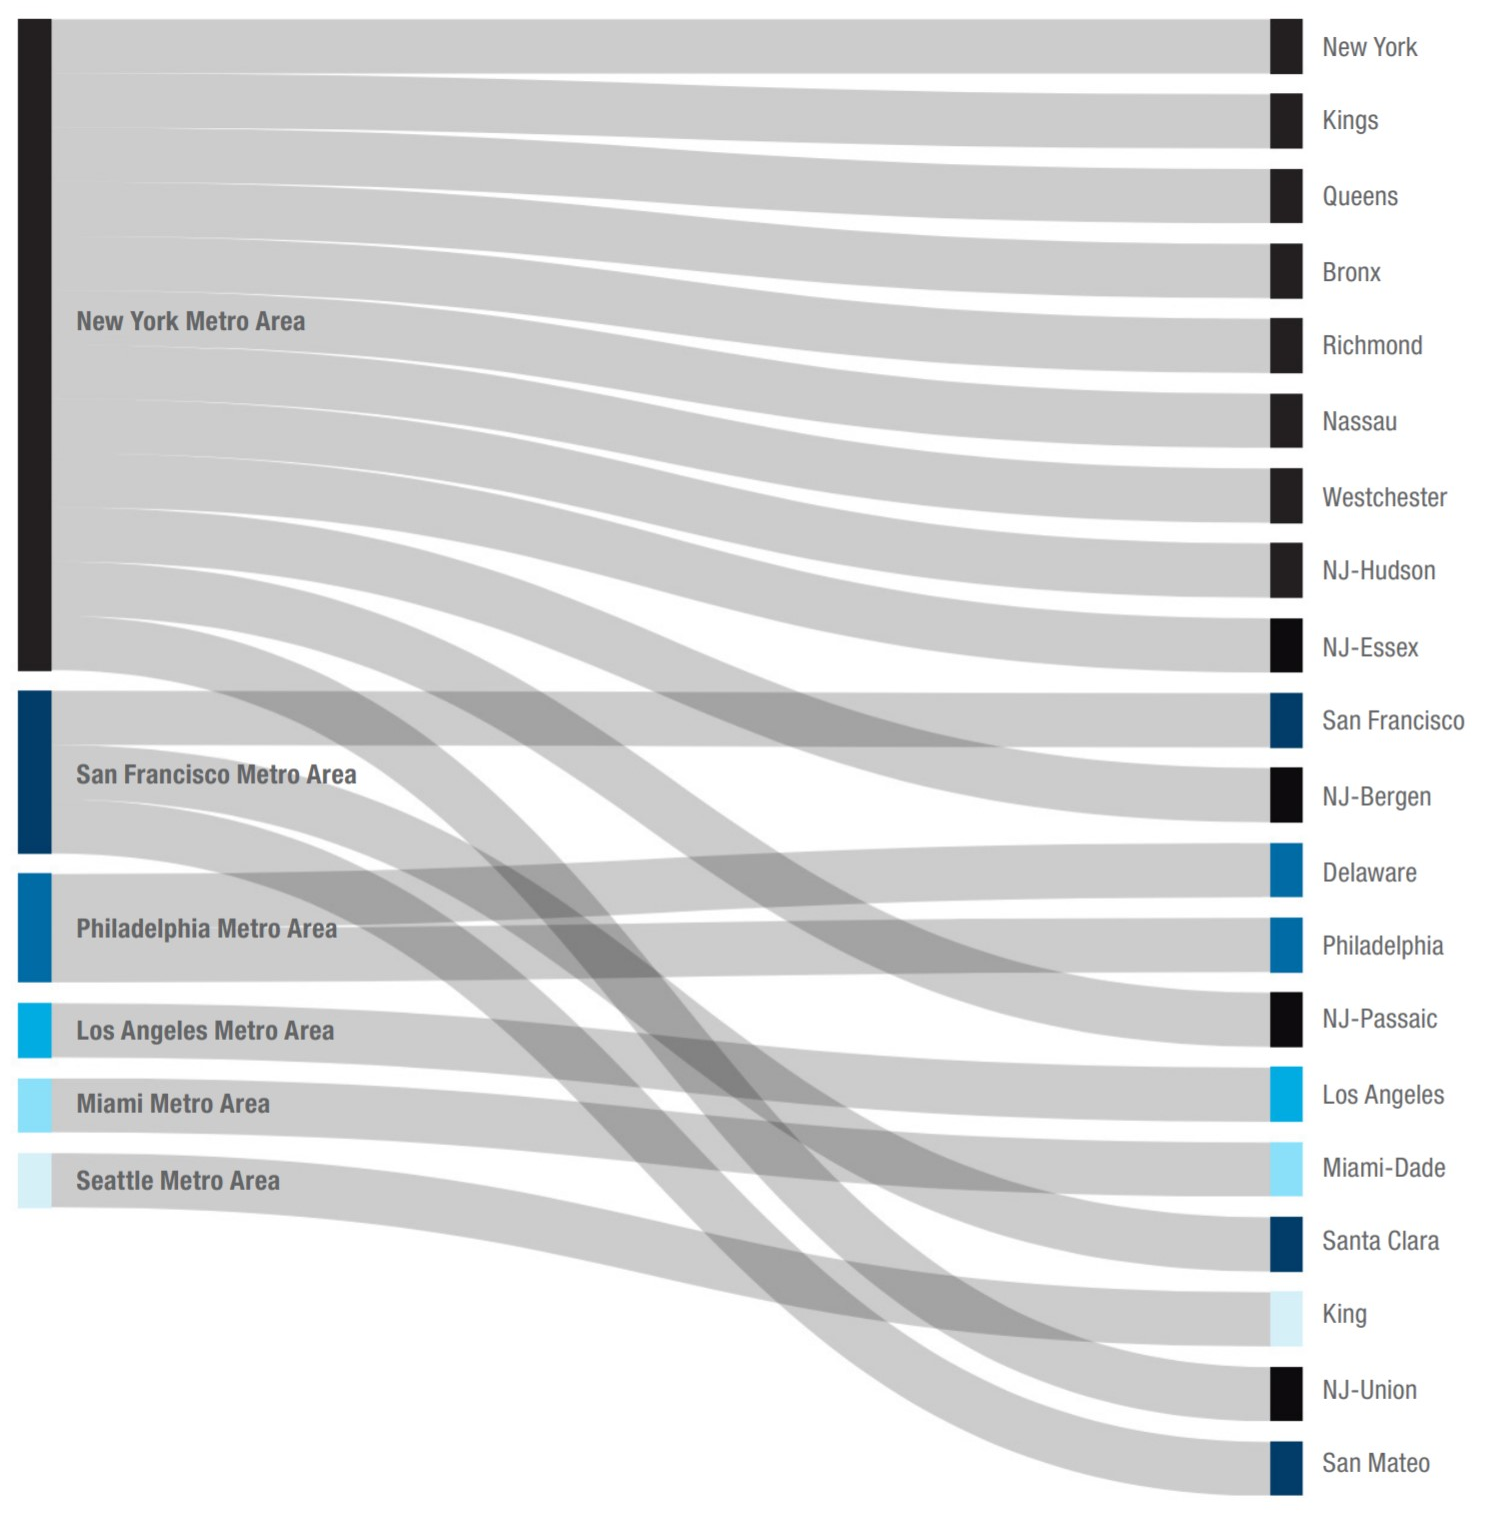 New York Metro Area
San Francisco Metro Area
Philadelphia Metro Area
Los Angeles Metro Area
Miami Metro Area
Seattle Metro Area
New York
Kings
Queens
Bronx
Richmond
Nassau
Westchester
NJ-Hudson
NJ-Essex
San Francisco
NJ-Bergen
Delaware
Philadelphia
NJ-Passaic
Los Angeles
Miami-Dade
Santa Clara
King
NJ-Union
San Mateo